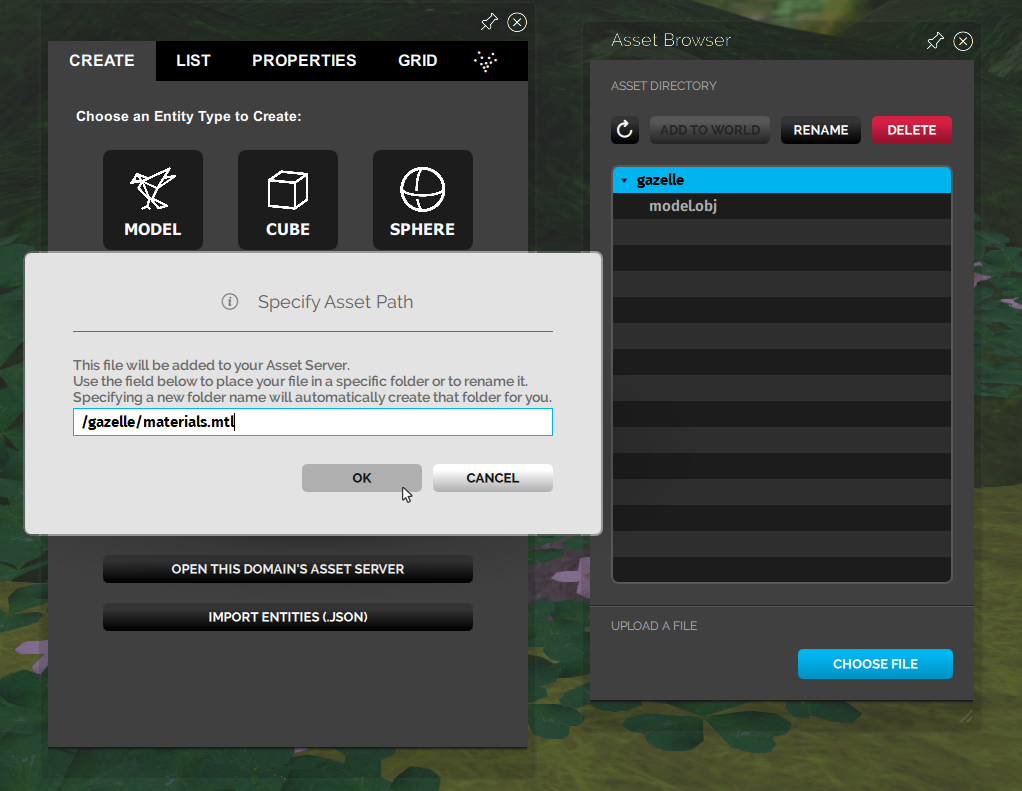 CREATE LIST PROPERTIES GRID
Choose an Entity Type to Create:
MODEL CUBE SPHERE
Specify Asset Path
This file will be added to your Asset Server.
Use the field below to place your file in a specific folder or to rename it.
Specifying a new folder name will automatically create that folder for you.
/gazelle/materials.mtl
OK CANCEL
OPEN THIS DOMAIN'S ASSET SERVER
IMPORT ENTITIES (.JSON)
Asset Browser
ASSET DIRECTORY
ADD TO WORLD RENAME DELETE
gazelle
model.obj
UPLOAD A FILE
CHOOSE FILE